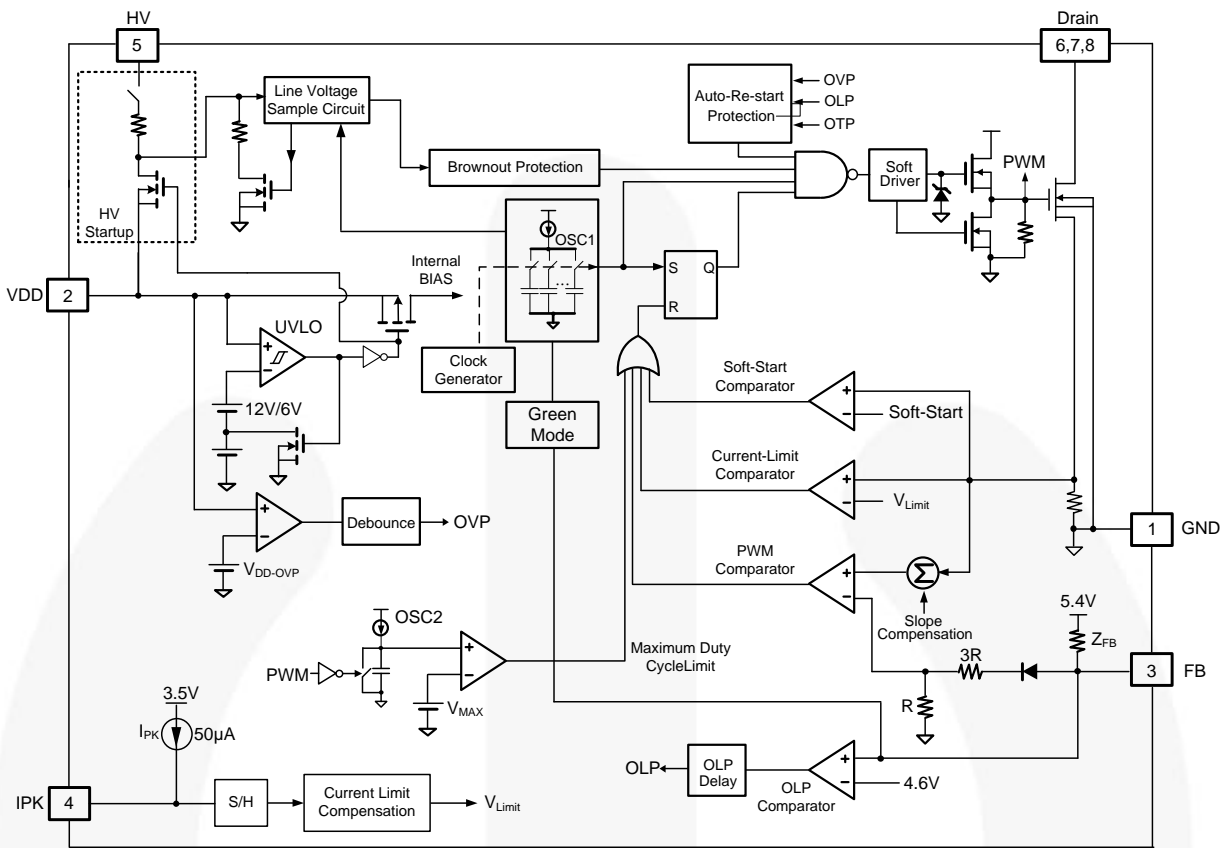 HV
5
Drain
6,7,8
Line Voltage
Sample Circuit
Auto-Re-start
Protection
OVP
OLP
OTP
Brownout Protection
Soft
Driver
PWM
HV
Startup
OSC1
...
Internal
BIAS
S
Q
R
VDD
2
UVLO
+
−
12V/6V
Clock
Generator
Green
Mode
Soft-Start
Comparator
+
−
Soft-Start
Current-Limit
Comparator
+
−
VLimit
+
−
Debounce
OVP
VDD-OVP
1
GND
PWM
Comparator
+
−
Σ
Slope
Compensation
5.4V
ZFB
OSC2
PWM
+
−
VMAX
Maximum Duty
CycleLimit
3R
R
3
FB
3.5V
IPK
50µA
OLP
OLP
Delay
+
−
4.6V
OLP
Comparator
IPK
4
S/H
Current Limit
Compensation
VLimit